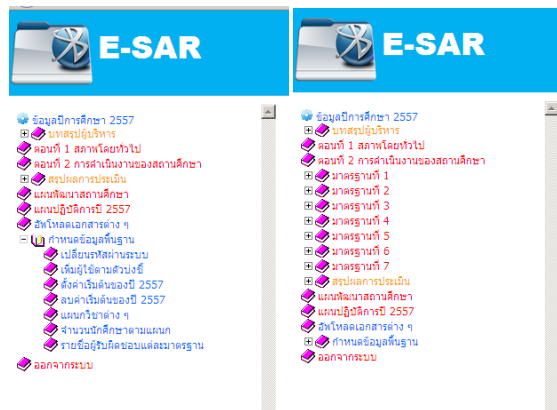 E-SAR
ข้อมูลปีการศึกษา 2557
บทสรุปผู้บริหาร
ตอนที่ 1 สภาพโดยทั่วไป
ตอนที่ 2 การดำเนินงานของสถานศึกษา
สรุปผลการประเมิน
แผนพัฒนาสถานศึกษา
แผนปฏิบัติการปี 2557
อัพโหลดเอกสารต่าง ๆ
กำหนดข้อมูลพื้นฐาน
เปลี่ยนรหัสผ่านระบบ
เพิ่มผู้ใช้ตามตัวบ่งชี้
ตั้งค่าเริ่มต้นของปี 2557
ลบค่าเริ่มต้นของปี 2557
แผนกวิชาต่าง ๆ
จำนวนนักศึกษาตามแผนก
รายชื่อผู้รับผิดชอบแต่ละมาตรฐาน
ออกจากระบบ
E-SAR
ข้อมูลปีการศึกษา 2557
บทสรุปผู้บริหาร
ตอนที่ 1 สภาพโดยทั่วไป
ตอนที่ 2 การดำเนินงานของสถานศึกษา
มาตรฐานที่ 1
มาตรฐานที่ 2
มาตรฐานที่ 3
มาตรฐานที่ 4
มาตรฐานที่ 5
มาตรฐานที่ 6
มาตรฐานที่ 7
สรุปผลการประเมิน
แผนพัฒนาสถานศึกษา
แผนปฏิบัติการปี 2557
อัพโหลดเอกสารต่าง ๆ
กำหนดข้อมูลพื้นฐาน
ออกจากระบบ